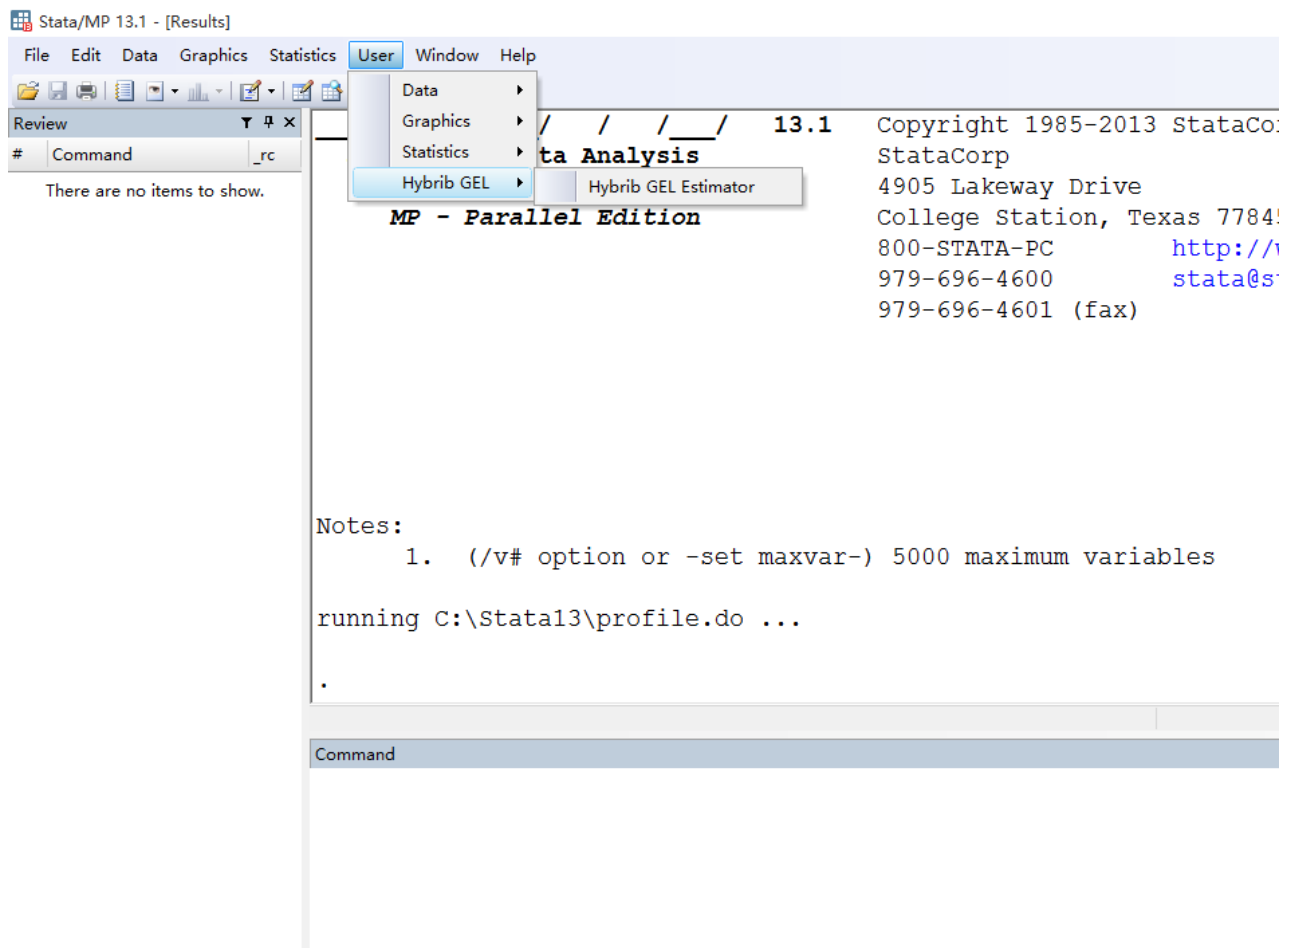 Stata/MP 13.1 - [Results]
File Edit Data Graphics Statistics User Window Help
Data
Graphics
Statistics
Hybrib GEL
Hybrib GEL Estimator
Review
# Command _rc
There are no items to show.
___ / / /___/ 13.1 Copyright 1985-2013 StataCo
ta Analysis StataCorp
4905 Lakeway Drive
MP - Parallel Edition College Station, Texas 7784
800-STATA-PC http://
979-696-4600 stata@s
979-696-4601 (fax)
Notes:
1. (/v# option or -set maxvar-) 5000 maximum variables
running C:\Stata13\profile.do ...
.
Command